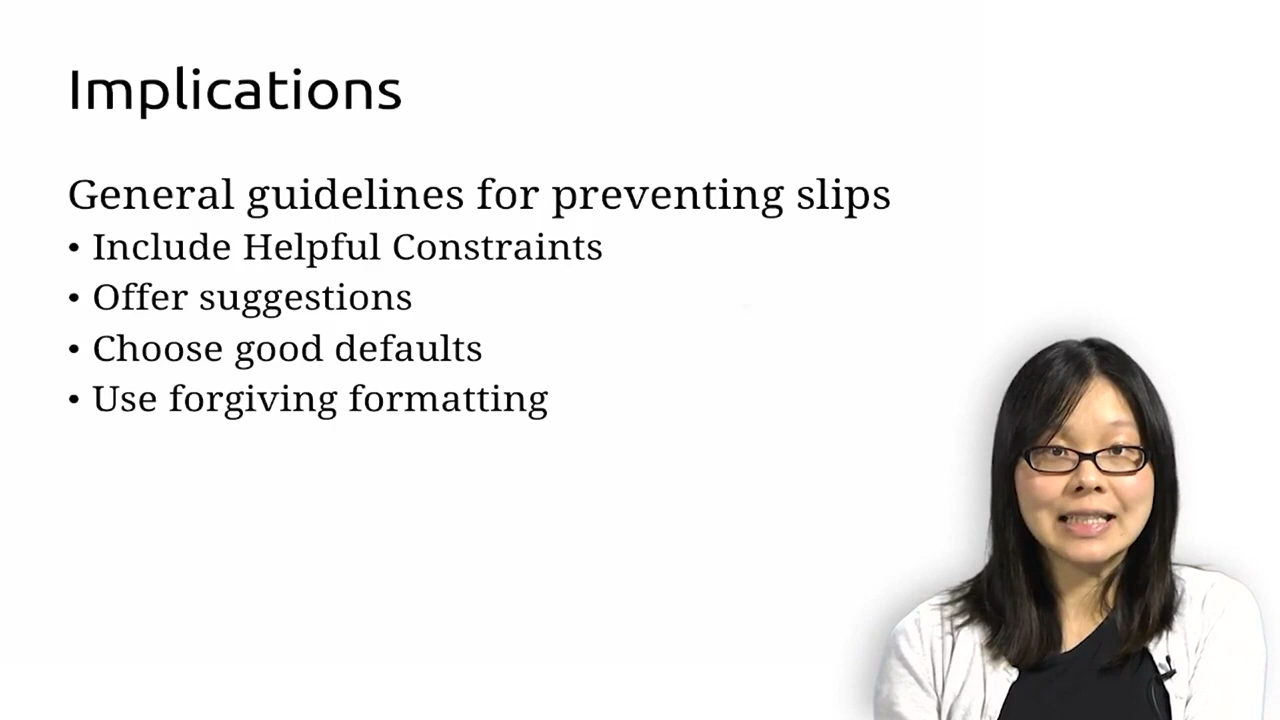 Implications
General guidelines for preventing slips
• Include Helpful Constraints
• Offer suggestions
• Choose good defaults
• Use forgiving formatting